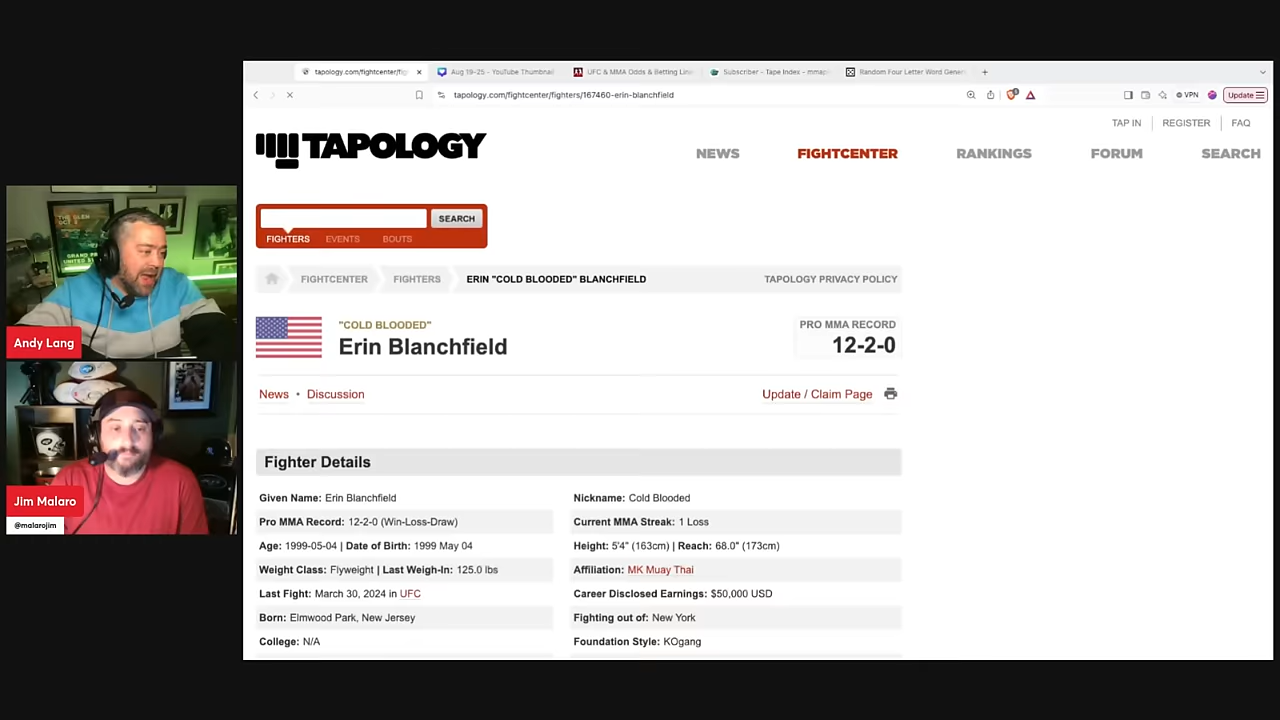 tapology.com/fightcenter/fig
Aug 19-25 - YouTube Thumbnail
UFC & MMA Odds & Betting Line
Subscriber - Tape Index - mmap
Random Four Letter Word Gener
tapology.com/fightcenter/fighters/167460-erin-blanchfield
VPN
Update
TAP IN
REGISTER
FAQ
TAPOLOGY
NEWS
FIGHTCENTER
RANKINGS
FORUM
SEARCH
SEARCH
FIGHTERS
EVENTS
BOUTS
FIGHTCENTER
FIGHTERS
ERIN "COLD BLOODED" BLANCHFIELD
TAPOLOGY PRIVACY POLICY
"COLD BLOODED"
Erin Blanchfield
PRO MMA RECORD
12-2-0
News • Discussion
Update / Claim Page
Fighter Details
Given Name: Erin Blanchfield
Nickname: Cold Blooded
Pro MMA Record: 12-2-0 (Win-Loss-Draw)
Current MMA Streak: 1 Loss
Age: 1999-05-04 | Date of Birth: 1999 May 04
Height: 5'4" (163cm) | Reach: 68.0" (173cm)
Weight Class: Flyweight | Last Weigh-In: 125.0 lbs
Affiliation: MK Muay Thai
Last Fight: March 30, 2024 in UFC
Career Disclosed Earnings: $50,000 USD
Born: Elmwood Park, New Jersey
Fighting out of: New York
College: N/A
Foundation Style: KOgang
Andy Lang
Jim Malaro
@malarojim